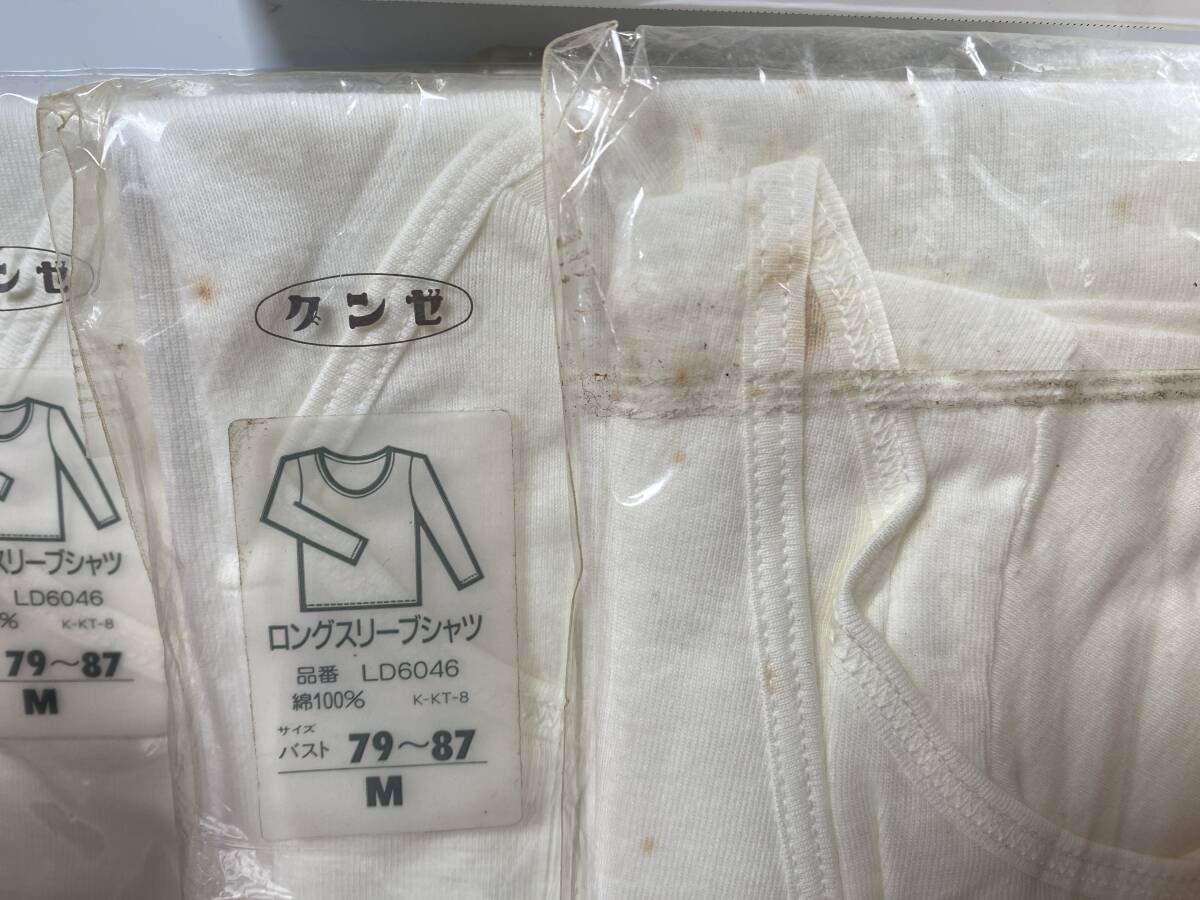 ンゼ
スリーブシャツ
LD6046
% K-KT-8
79~87
M
グンゼ
ロングスリーブシャツ
品番 LD6046
綿100% K-KT-8
サイズ
バスト 79~87
M